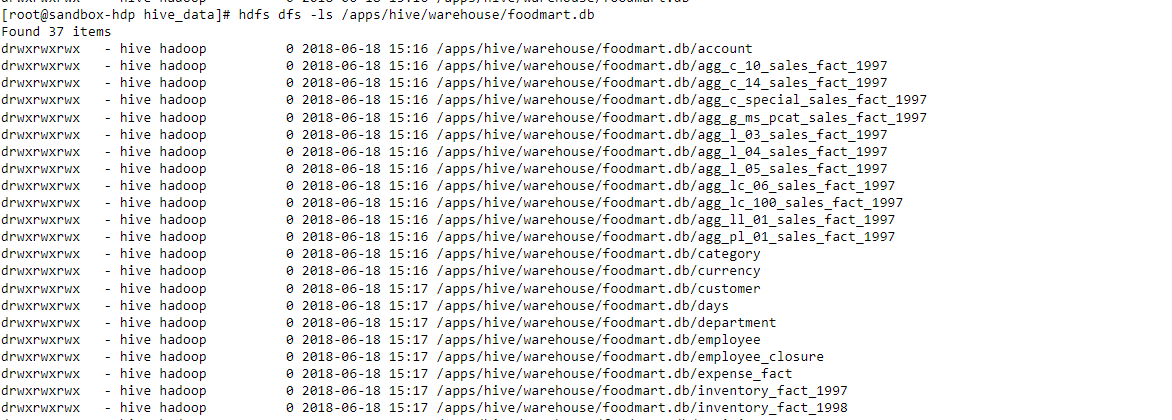 [root@sandbox-hdp hive_data]# hdfs dfs -ls /apps/hive/warehouse/foodmart.db
Found 37 items
drwxrwxrwx   - hive hadoop          0 2018-06-18 15:16 /apps/hive/warehouse/foodmart.db/account
drwxrwxrwx   - hive hadoop          0 2018-06-18 15:16 /apps/hive/warehouse/foodmart.db/agg_c_10_sales_fact_1997
drwxrwxrwx   - hive hadoop          0 2018-06-18 15:16 /apps/hive/warehouse/foodmart.db/agg_c_14_sales_fact_1997
drwxrwxrwx   - hive hadoop          0 2018-06-18 15:16 /apps/hive/warehouse/foodmart.db/agg_c_special_sales_fact_1997
drwxrwxrwx   - hive hadoop          0 2018-06-18 15:16 /apps/hive/warehouse/foodmart.db/agg_g_ms_pcat_sales_fact_1997
drwxrwxrwx   - hive hadoop          0 2018-06-18 15:16 /apps/hive/warehouse/foodmart.db/agg_l_03_sales_fact_1997
drwxrwxrwx   - hive hadoop          0 2018-06-18 15:16 /apps/hive/warehouse/foodmart.db/agg_l_04_sales_fact_1997
drwxrwxrwx   - hive hadoop          0 2018-06-18 15:16 /apps/hive/warehouse/foodmart.db/agg_l_05_sales_fact_1997
drwxrwxrwx   - hive hadoop          0 2018-06-18 15:16 /apps/hive/warehouse/foodmart.db/agg_lc_06_sales_fact_1997
drwxrwxrwx   - hive hadoop          0 2018-06-18 15:16 /apps/hive/warehouse/foodmart.db/agg_lc_100_sales_fact_1997
drwxrwxrwx   - hive hadoop          0 2018-06-18 15:16 /apps/hive/warehouse/foodmart.db/agg_ll_01_sales_fact_1997
drwxrwxrwx   - hive hadoop          0 2018-06-18 15:16 /apps/hive/warehouse/foodmart.db/agg_pl_01_sales_fact_1997
drwxrwxrwx   - hive hadoop          0 2018-06-18 15:16 /apps/hive/warehouse/foodmart.db/category
drwxrwxrwx   - hive hadoop          0 2018-06-18 15:16 /apps/hive/warehouse/foodmart.db/currency
drwxrwxrwx   - hive hadoop          0 2018-06-18 15:17 /apps/hive/warehouse/foodmart.db/customer
drwxrwxrwx   - hive hadoop          0 2018-06-18 15:17 /apps/hive/warehouse/foodmart.db/days
drwxrwxrwx   - hive hadoop          0 2018-06-18 15:17 /apps/hive/warehouse/foodmart.db/department
drwxrwxrwx   - hive hadoop          0 2018-06-18 15:17 /apps/hive/warehouse/foodmart.db/employee
drwxrwxrwx   - hive hadoop          0 2018-06-18 15:17 /apps/hive/warehouse/foodmart.db/employee_closure
drwxrwxrwx   - hive hadoop          0 2018-06-18 15:17 /apps/hive/warehouse/foodmart.db/expense_fact
drwxrwxrwx   - hive hadoop          0 2018-06-18 15:17 /apps/hive/warehouse/foodmart.db/inventory_fact_1997
drwxrwxrwx   - hive hadoop          0 2018-06-18 15:17 /apps/hive/warehouse/foodmart.db/inventory_fact_1998